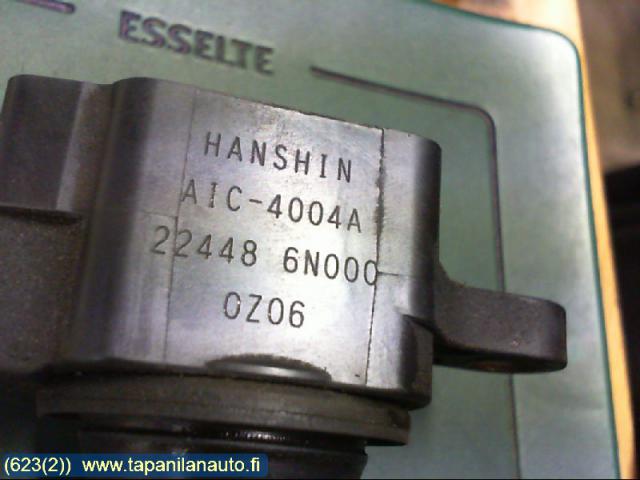 ESSELTE
HANSHIN
AIC-4004A
22448 6N000
0Z06
(623(2)) www.tapanilanauto.fi